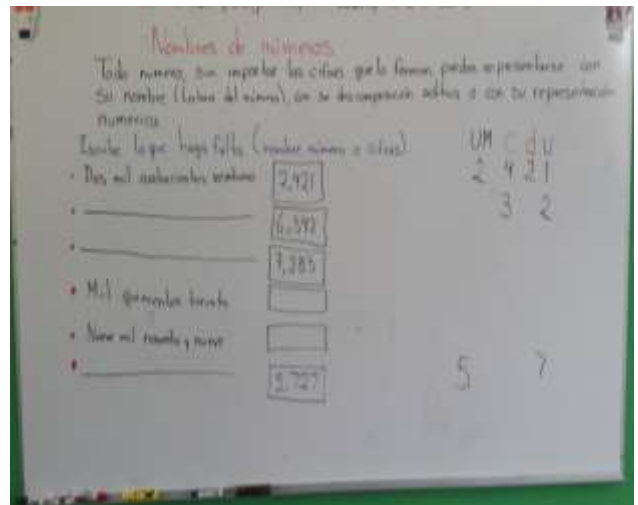 Nombres de números
Todo número, sin importar las cifras que lo forman, puede representarse con
su nombre (lectura del número), con su descomposición aditiva o con su representación
numérica
Escribe lo que haga falta (nombre número o cifras)
UM C d U
2 4 2 1
3 2
• Dos mil cuatrocientos veintiuno 2,421
• 6,392
• 7,285
• Mil quinientos treinta
• Nueve mil noventa y nueve
• 5,727
5 7